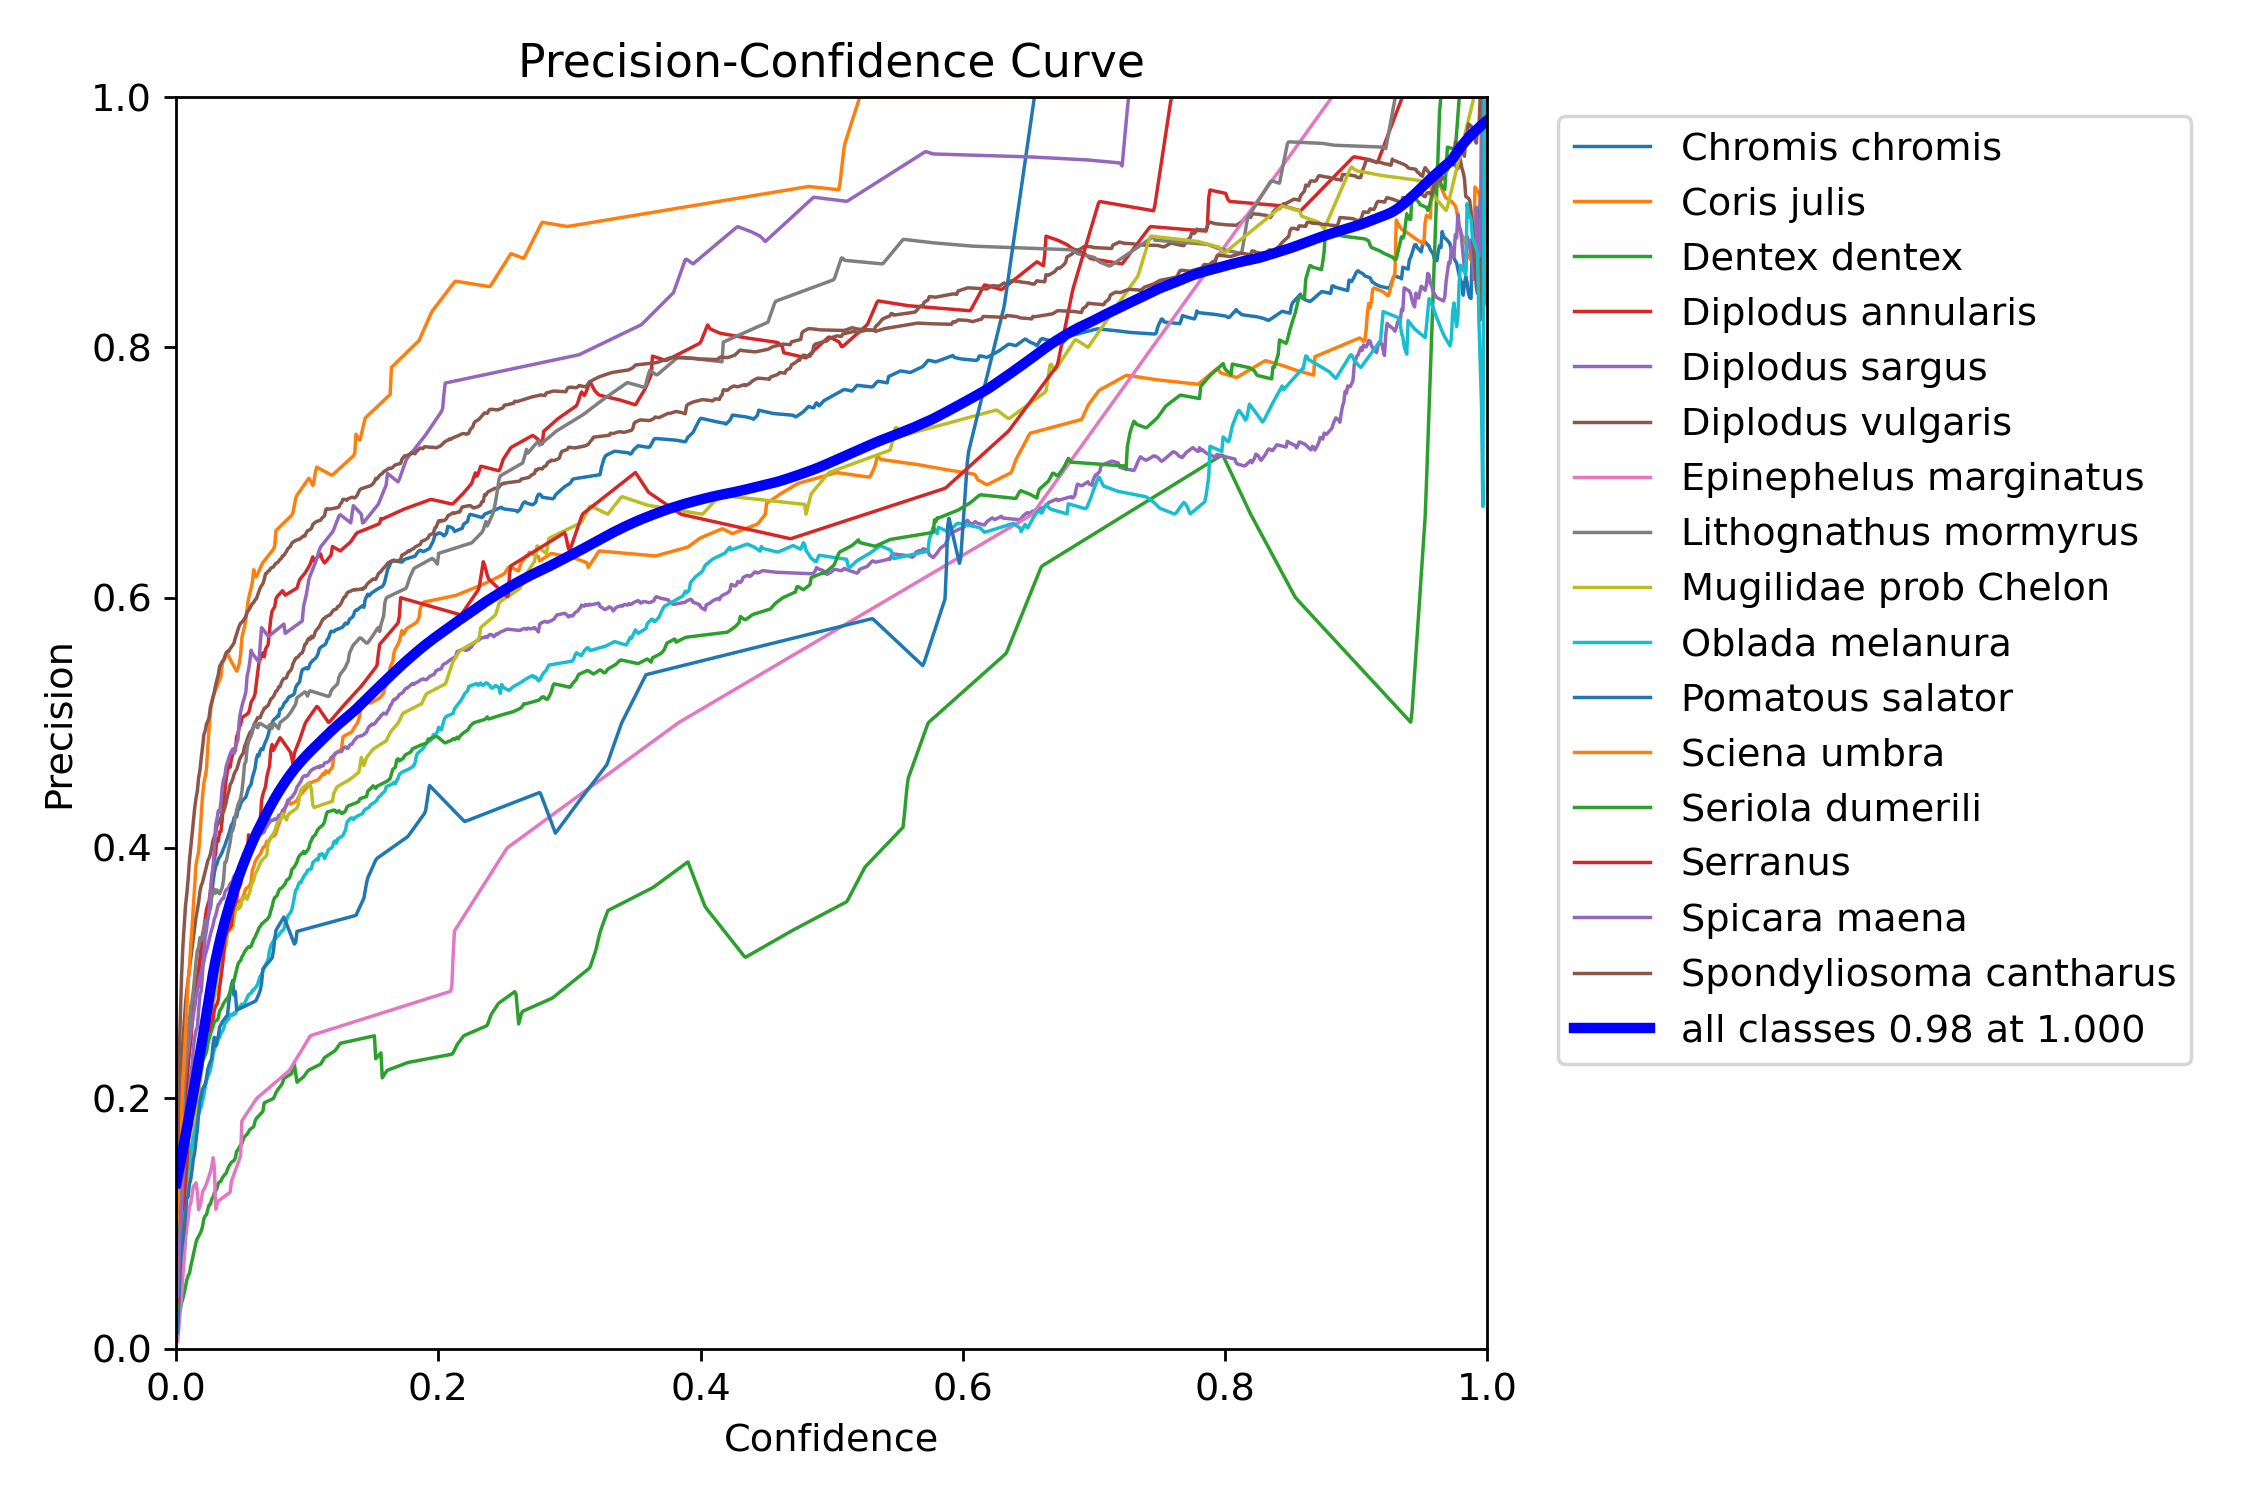 Precision-Confidence Curve
1.0
0.8
0.6
0.4
0.2
0.0
Precision
0.0 0.2 0.4 0.6 0.8 1.0
Confidence
Chromis chromis
Coris julis
Dentex dentex
Diplodus annularis
Diplodus sargus
Diplodus vulgaris
Epinephelus marginatus
Lithognathus mormyrus
Mugilidae prob Chelon
Oblada melanura
Pomatous salator
Sciena umbra
Seriola dumerili
Serranus
Spicara maena
Spondyliosoma cantharus
all classes 0.98 at 1.000